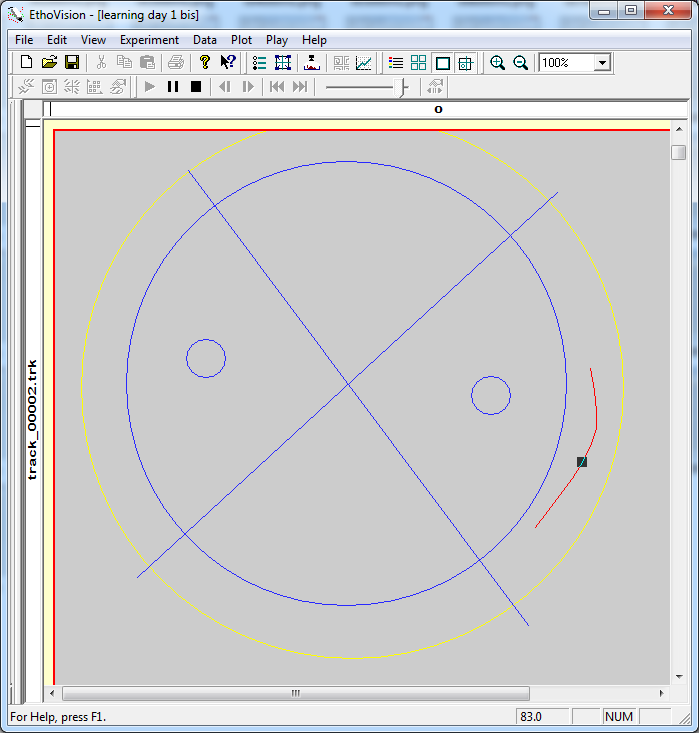 EthoVision - [learning day 1 bis]
File Edit View Experiment Data Plot Play Help
100%
O
track_00002.trk
For Help, press F1.
83.0
NUM